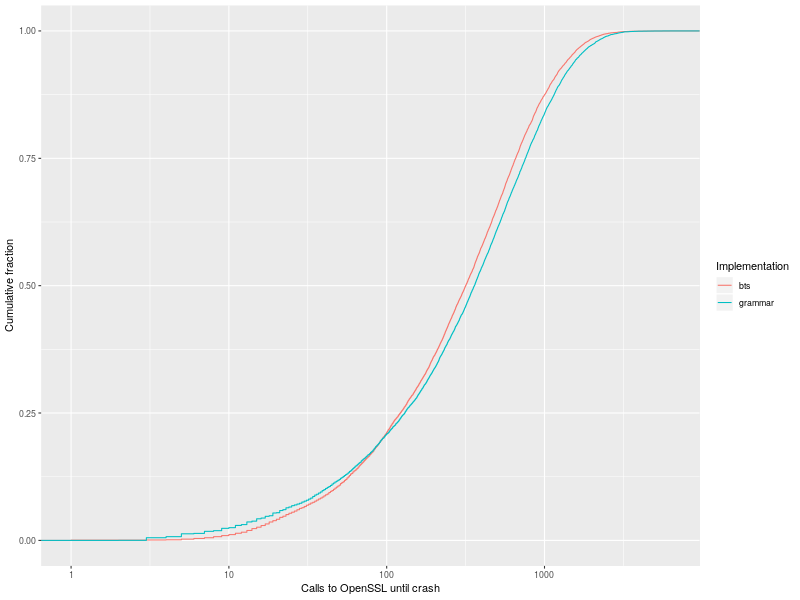 1.00
0.75
0.50
0.25
0.00
Cumulative fraction
1 10 100 1000
Calls to OpenSSL until crash
Implementation
bts
grammar